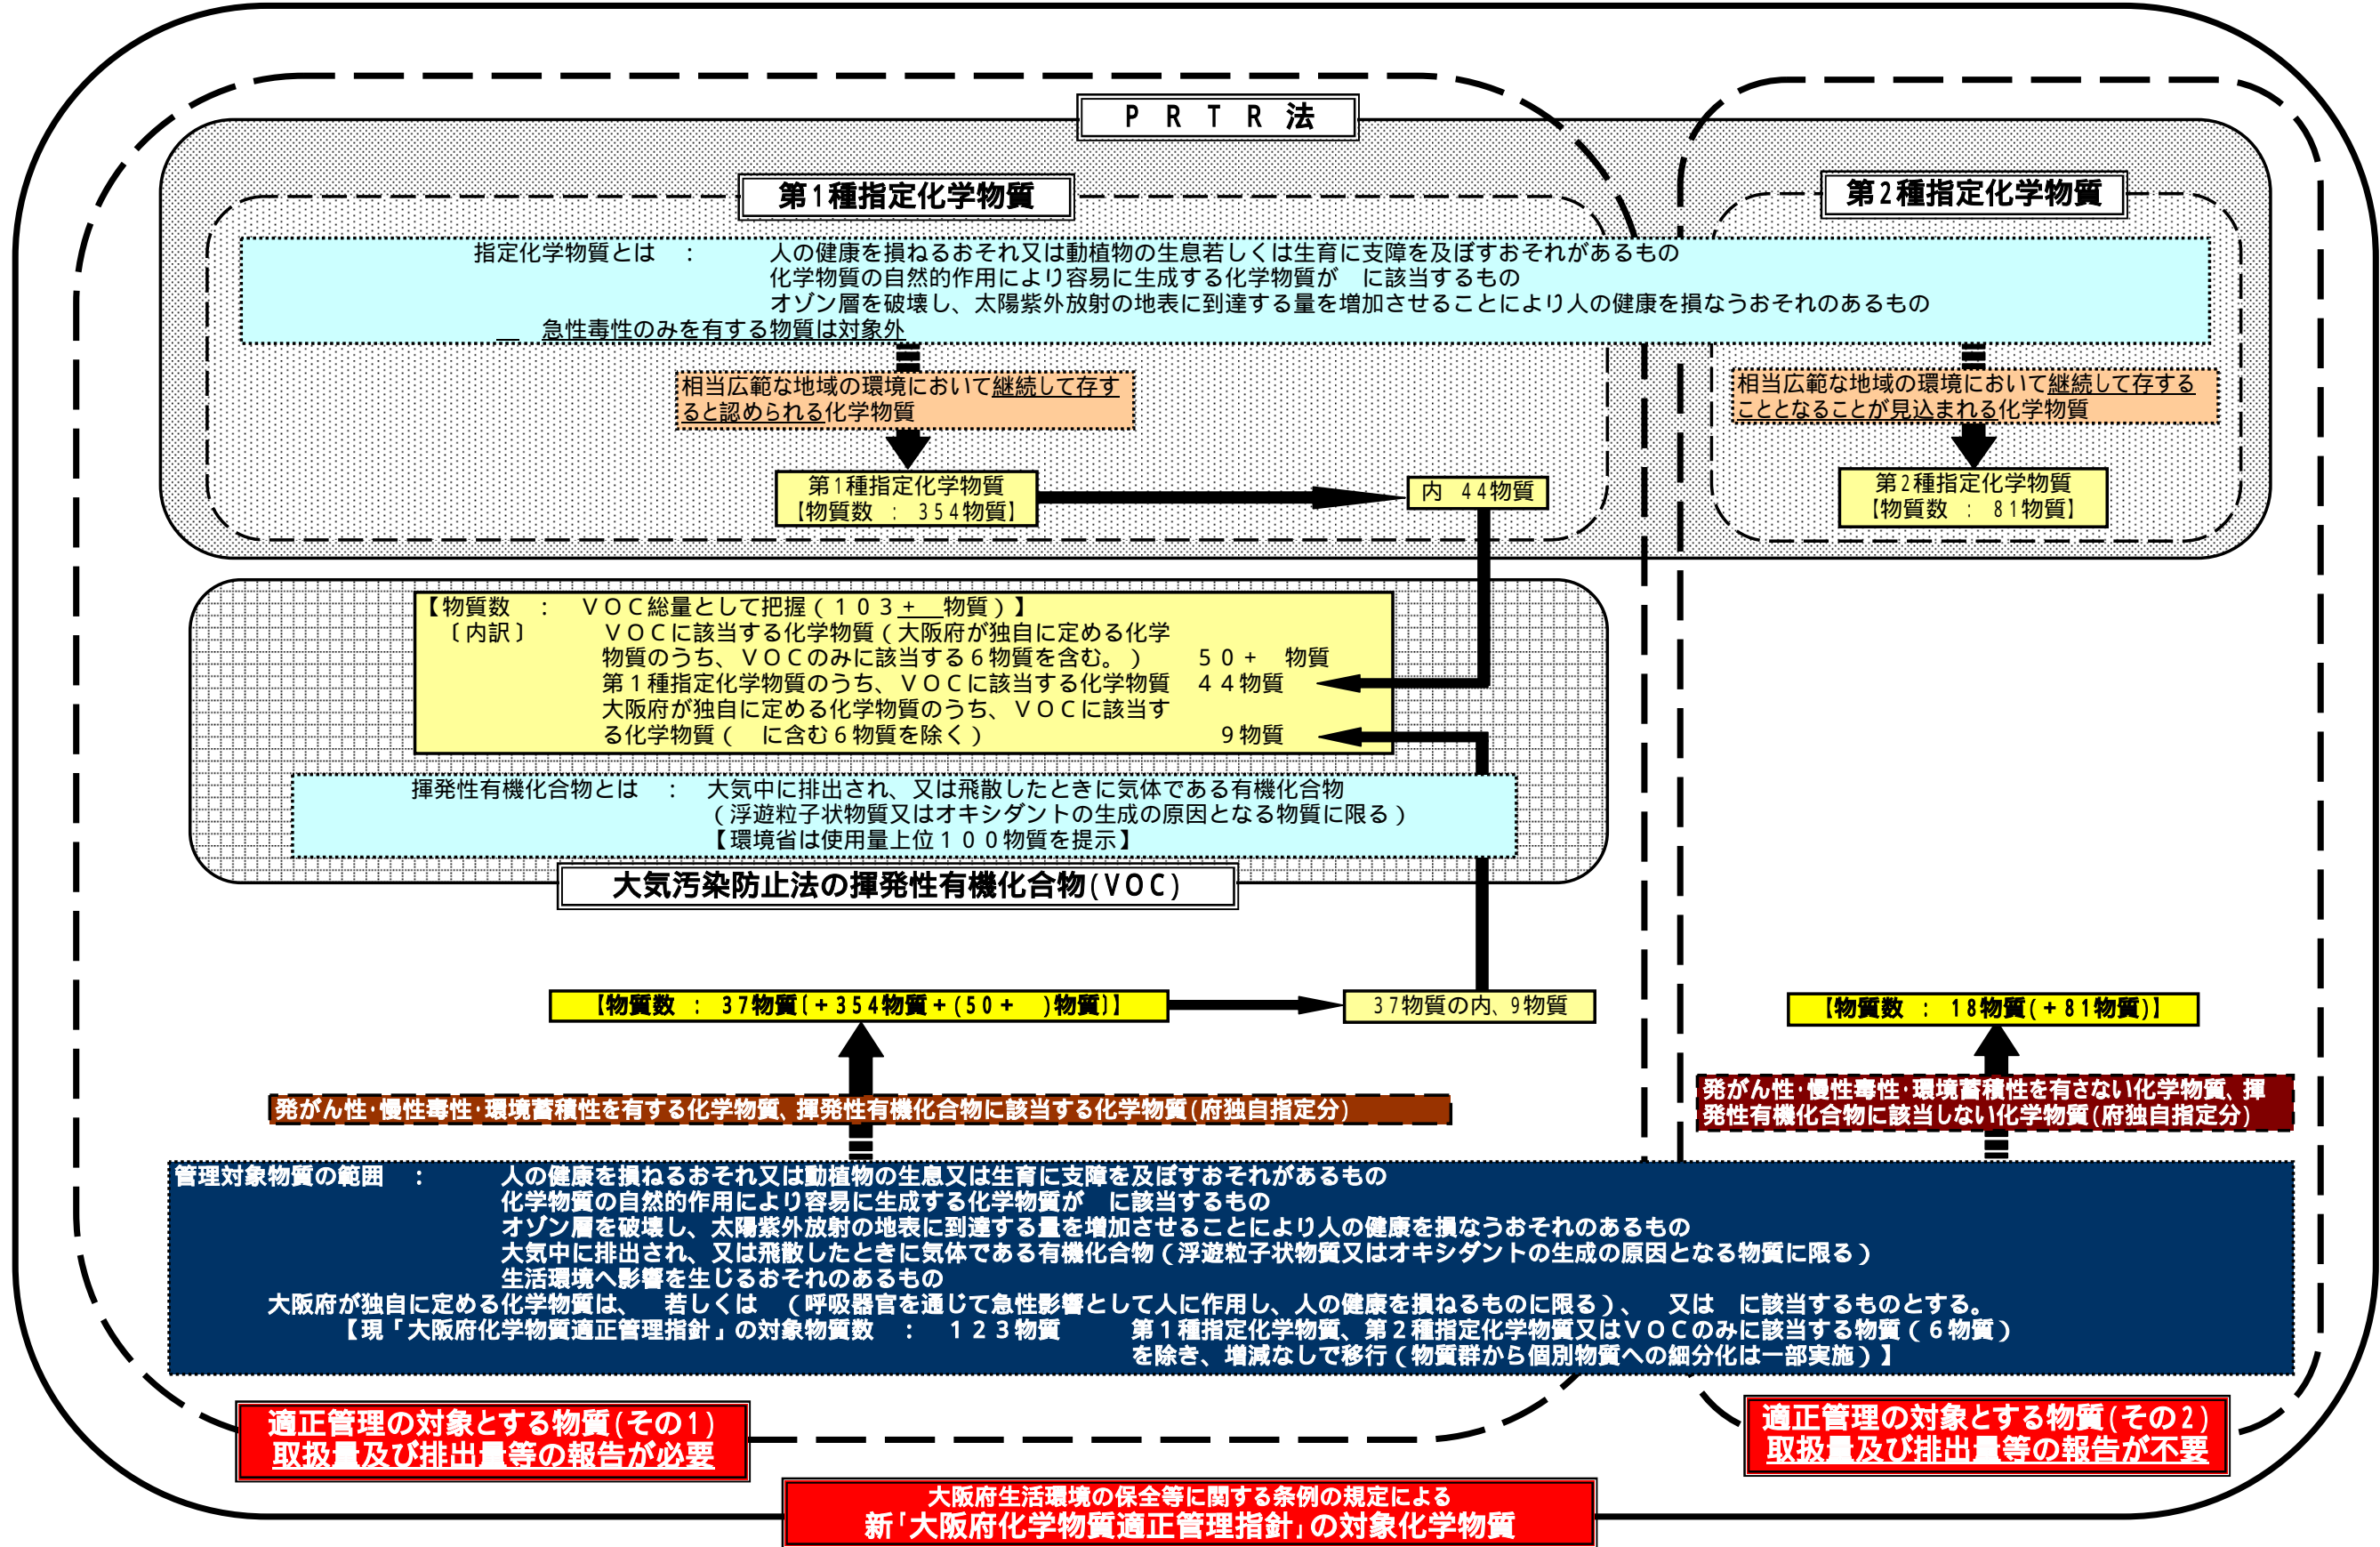 ＰＲＴＲ法
第1種指定化学物質
第2種指定化学物質
指定化学物質とは　：　人の健康を損ねるおそれ又は動植物の生息若しくは生育に支障を及ぼすおそれがあるもの
化学物質の自然的作用により容易に生成する化学物質が　に該当するもの
オゾン層を破壊し、太陽紫外放射の地表に到達する量を増加させることにより人の健康を損なうおそれのあるもの
急性毒性のみを有する物質は対象外
相当広範な地域の環境において継続して存す
ると認められる化学物質
相当広範な地域の環境において継続して存する
こととなることが見込まれる化学物質
第1種指定化学物質
【物質数　：　354物質】
内　44物質
第2種指定化学物質
【物質数　：　81物質】
【物質数　：　ＶＯＣ総量として把握（１０３＋　物質）】
〔内訳〕　ＶＯＣに該当する化学物質（大阪府が独自に定める化学
物質のうち、ＶＯＣのみに該当する６物質を含む。）　５０＋　物質
第１種指定化学物質のうち、ＶＯＣに該当する化学物質　４４物質
大阪府が独自に定める化学物質のうち、ＶＯＣに該当す
る化学物質（　に含む６物質を除く）　９物質
揮発性有機化合物とは　：　大気中に排出され、又は飛散したときに気体である有機化合物
（浮遊粒子状物質又はオキシダントの生成の原因となる物質に限る）
【環境省は使用量上位１００物質を提示】
大気汚染防止法の揮発性有機化合物(VOC)
【物質数　：　37物質〔＋354物質＋(50＋　)物質〕】
37物質の内、9物質
【物質数　：　18物質(＋81物質)】
発がん性・慢性毒性・環境蓄積性を有する化学物質、揮発性有機化合物に該当する化学物質(府独自指定分)
発がん性・慢性毒性・環境蓄積性を有さない化学物質、揮
発性有機化合物に該当しない化学物質(府独自指定分)
管理対象物質の範囲　：　人の健康を損ねるおそれ又は動植物の生息又は生育に支障を及ぼすおそれがあるもの
化学物質の自然的作用により容易に生成する化学物質が　に該当するもの
オゾン層を破壊し、太陽紫外放射の地表に到達する量を増加させることにより人の健康を損なうおそれのあるもの
大気中に排出され、又は飛散したときに気体である有機化合物（浮遊粒子状物質又はオキシダントの生成の原因となる物質に限る）
生活環境へ影響を生じるおそれのあるもの
大阪府が独自に定める化学物質は、　若しくは　（呼吸器官を通じて急性影響として人に作用し、人の健康を損ねるものに限る）、　又は　に該当するものとする。
【現「大阪府化学物質適正管理指針」の対象物質数　：　１２３物質　第１種指定化学物質、第２種指定化学物質又はＶＯＣのみに該当する物質（６物質）
を除き、増減なしで移行（物質群から個別物質への細分化は一部実施）】
適正管理の対象とする物質(その1)
取扱量及び排出量等の報告が必要
適正管理の対象とする物質(その2)
取扱量及び排出量等の報告が不要
大阪府生活環境の保全等に関する条例の規定による
新「大阪府化学物質適正管理指針」の対象化学物質